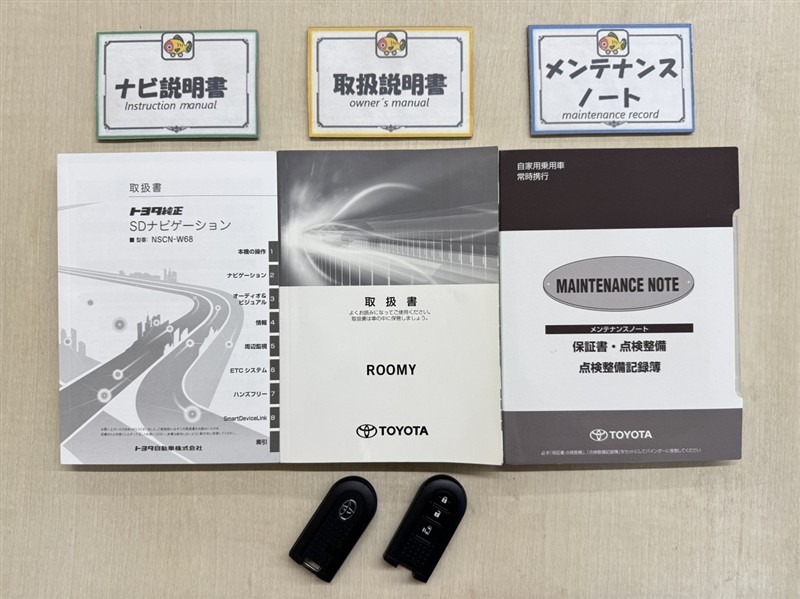 ナビ説明書
Instruction manual
取扱説明書
owner's manual
メンテナンス
ノート
maintenance record
取扱書
トヨタ純正
SDナビゲーション
■ 型番: NSCN-W68
本機の操作 1
ナビゲーション 2
オーディオ&
ビジュアル 3
情報 4
周辺監視 5
ETC システム 6
ハンズフリー 7
SmartDeviceLink 8
索引
トヨタ自動車株式会社
取扱書
よくお読みになってご使用ください。
取扱書は車の中に保管しましょう。
ROOMY
TOYOTA
自家用乗用車
常時携行
MAINTENANCE NOTE
メンテナンスノート
保証書・点検整備
点検整備記録簿
TOYOTA